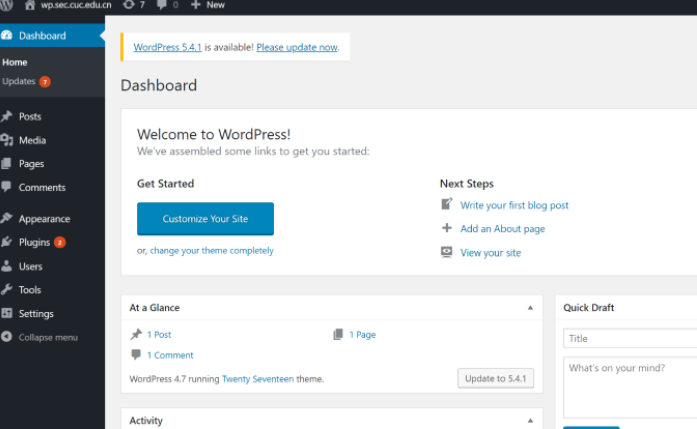 wp.sec.cuc.edu.cn 7 0 New
Dashboard
Home
Updates 7
Posts
Media
Pages
Comments
Appearance
Plugins 2
Users
Tools
Settings
Collapse menu
WordPress 5.4.1 is available! Please update now.
Dashboard
Welcome to WordPress!
We've assembled some links to get you started:
Get Started
Customize Your Site
or, change your theme completely
Next Steps
Write your first blog post
Add an About page
View your site
At a Glance
1 Post
1 Page
1 Comment
WordPress 4.7 running Twenty Seventeen theme.
Update to 5.4.1
Activity
Quick Draft
Title
What's on your mind?